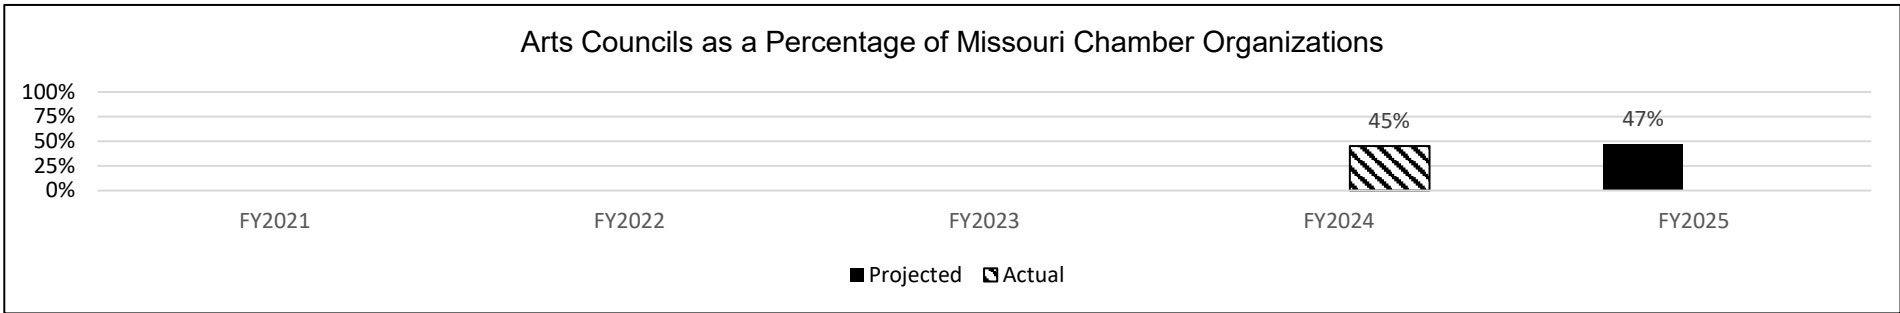 Arts Councils as a Percentage of Missouri Chamber Organizations
100%
75%
50%
25%
0%
45%
47%
FY2021
FY2022
FY2023
FY2024
FY2025
Projected
Actual